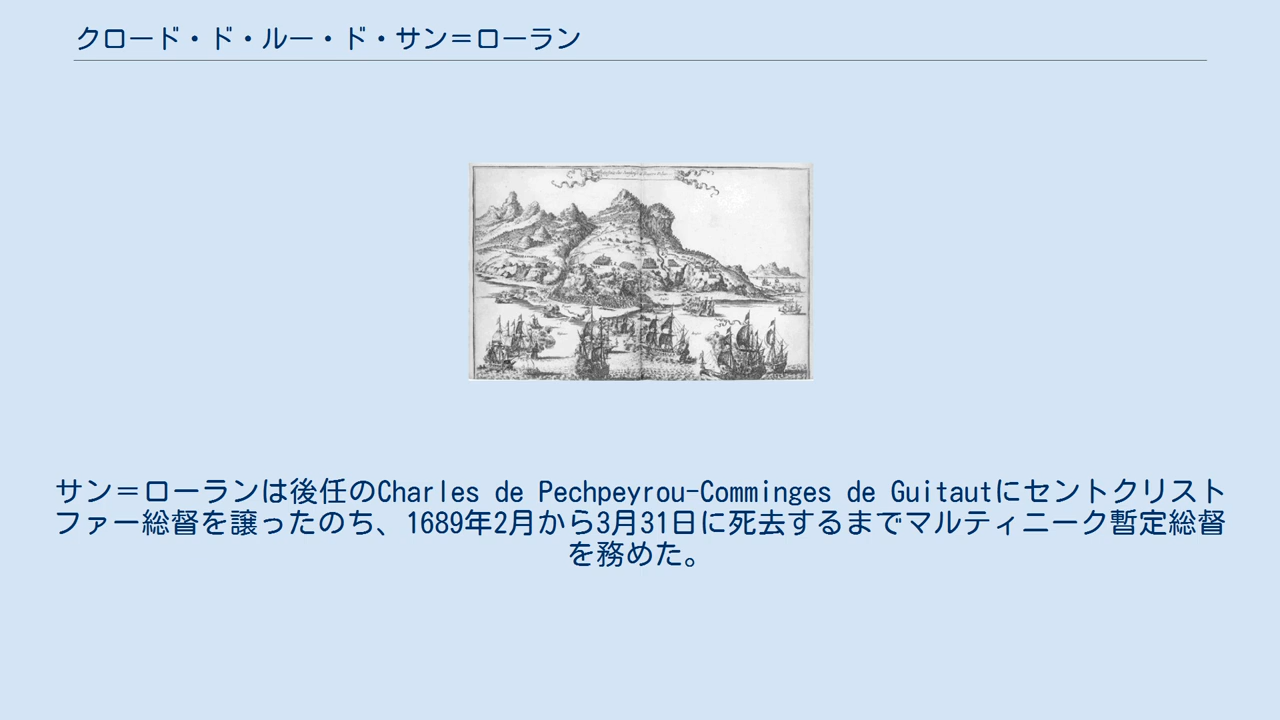 クロード・ド・ルー・ド・サン＝ローラン
サン＝ローランは後任のCharles de Pechpeyrou-Comminges de Guitautにセントクリスト
ファー総督を譲ったのち、1689年2月から3月31日に死去するまでマルティニーク暫定総督
を務めた。